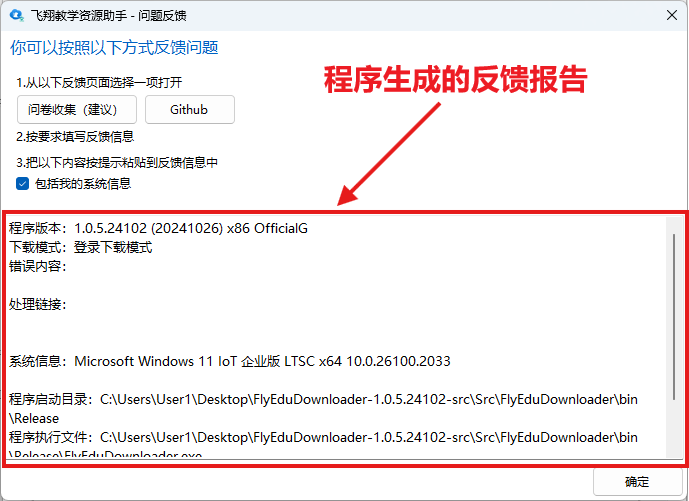 飞翔教学资源助手 - 问题反馈
你可以按照以下方式反馈问题
程序生成的反馈报告
1.从以下反馈页面选择一项打开
问卷收集（建议） Github
2.按要求填写反馈信息
3.把以下内容按提示粘贴到反馈信息中
包括我的系统信息
程序版本：1.0.5.24102 (20241026) x86 OfficialG
下载模式：登录下载模式
错误内容：
处理链接：
系统信息：Microsoft Windows 11 IoT 企业版 LTSC x64 10.0.26100.2033
程序启动目录：C:\Users\User1\Desktop\FlyEduDownloader-1.0.5.24102-src\Src\FlyEduDownloader\bin
\Release
程序执行文件：C:\Users\User1\Desktop\FlyEduDownloader-1.0.5.24102-src\Src\FlyEduDownloader\bin
\Release\FlyEduDownloader.exe
确定